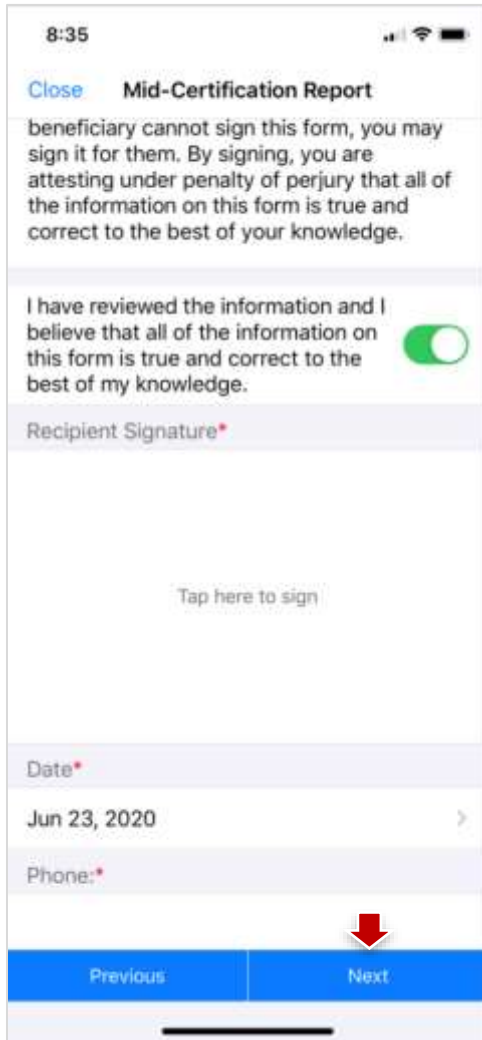 8:35
Close Mid-Certification Report
beneficiary cannot sign this form, you may
sign it for them. By signing, you are
attesting under penalty of perjury that all of
the information on this form is true and
correct to the best of your knowledge.
I have reviewed the information and I
believe that all of the information on
this form is true and correct to the
best of my knowledge.
Recipient Signature*
Tap here to sign
Date*
Jun 23, 2020
Phone:*
Previous Next